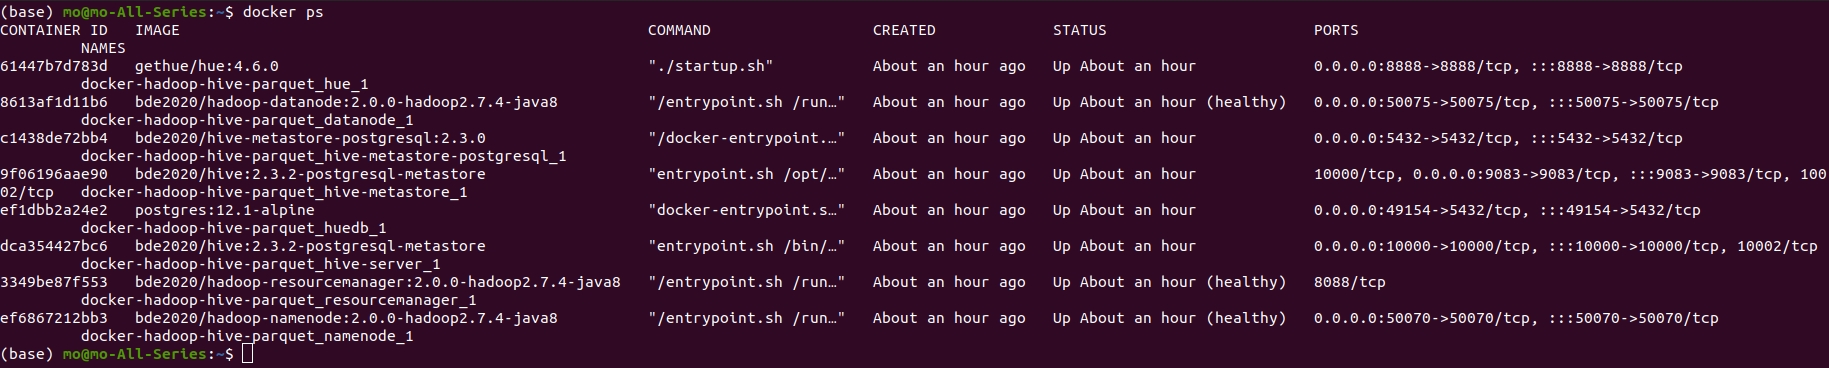 (base) mo@mo-All-Series:~$ docker ps
CONTAINER ID   IMAGE                                                    COMMAND                  CREATED             STATUS                       PORTS
         NAMES
61447b7d783d   gethue/hue:4.6.0                                         "./startup.sh"           About an hour ago   Up About an hour             0.0.0.0:8888->8888/tcp, :::8888->8888/tcp
         docker-hadoop-hive-parquet_hue_1
8613af1d11b6   bde2020/hadoop-datanode:2.0.0-hadoop2.7.4-java8          "/entrypoint.sh /run…"   About an hour ago   Up About an hour (healthy)   0.0.0.0:50075->50075/tcp, :::50075->50075/tcp
         docker-hadoop-hive-parquet_datanode_1
c1438de72bb4   bde2020/hive-metastore-postgresql:2.3.0                  "/docker-entrypoint.…"   About an hour ago   Up About an hour             0.0.0.0:5432->5432/tcp, :::5432->5432/tcp
         docker-hadoop-hive-parquet_hive-metastore-postgresql_1
9f06196aae90   bde2020/hive:2.3.2-postgresql-metastore                  "entrypoint.sh /opt/…"   About an hour ago   Up About an hour             10000/tcp, 0.0.0.0:9083->9083/tcp, :::9083->9083/tcp, 100
02/tcp   docker-hadoop-hive-parquet_hive-metastore_1
ef1dbb2a24e2   postgres:12.1-alpine                                     "docker-entrypoint.s…"   About an hour ago   Up About an hour             0.0.0.0:49154->5432/tcp, :::49154->5432/tcp
         docker-hadoop-hive-parquet_huedb_1
dca354427bc6   bde2020/hive:2.3.2-postgresql-metastore                  "entrypoint.sh /bin/…"   About an hour ago   Up About an hour             0.0.0.0:10000->10000/tcp, :::10000->10000/tcp, 10002/tcp
         docker-hadoop-hive-parquet_hive-server_1
3349be87f553   bde2020/hadoop-resourcemanager:2.0.0-hadoop2.7.4-java8   "/entrypoint.sh /run…"   About an hour ago   Up About an hour (healthy)   8088/tcp
         docker-hadoop-hive-parquet_resourcemanager_1
ef6867212bb3   bde2020/hadoop-namenode:2.0.0-hadoop2.7.4-java8          "/entrypoint.sh /run…"   About an hour ago   Up About an hour (healthy)   0.0.0.0:50070->50070/tcp, :::50070->50070/tcp
         docker-hadoop-hive-parquet_namenode_1
(base) mo@mo-All-Series:~$